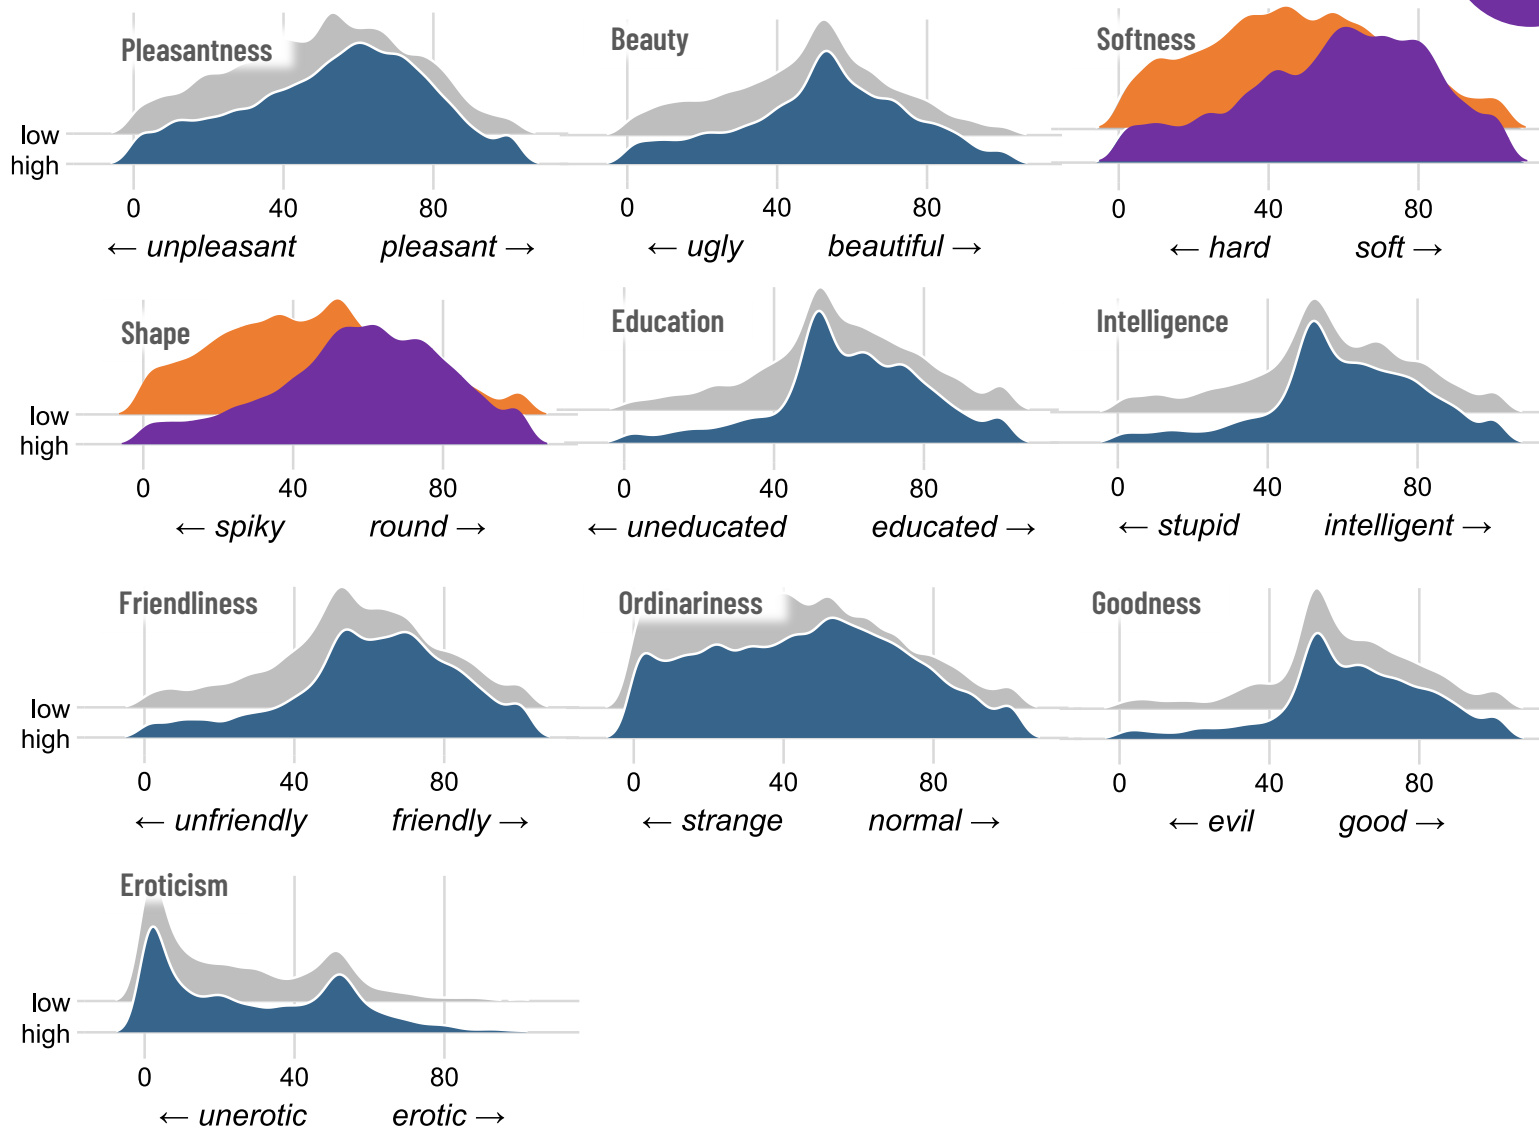 Pleasantness
low
high
0 40 80
← unpleasant pleasant →
Beauty
0 40 80
← ugly beautiful →
Softness
0 40 80
← hard soft →
Shape
low
high
0 40 80
← spiky round →
Education
0 40 80
← uneducated educated →
Intelligence
0 40 80
← stupid intelligent →
Friendliness
low
high
0 40 80
← unfriendly friendly →
Ordinariness
0 40 80
← strange normal →
Goodness
0 40 80
← evil good →
Eroticism
low
high
0 40 80
← unerotic erotic →